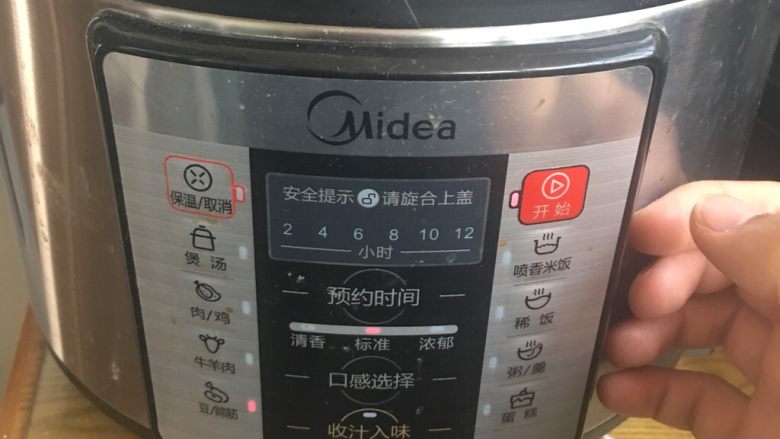 Midea
保温/取消
安全提示 请旋合上盖
开始
2 4 6 8 10 12
小时
煲汤
喷香米饭
预约时间
肉/鸡
稀饭
清香 标准 浓郁
牛羊肉
口感选择
粥/羹
豆/蹄筋
收汁入味
蛋糕